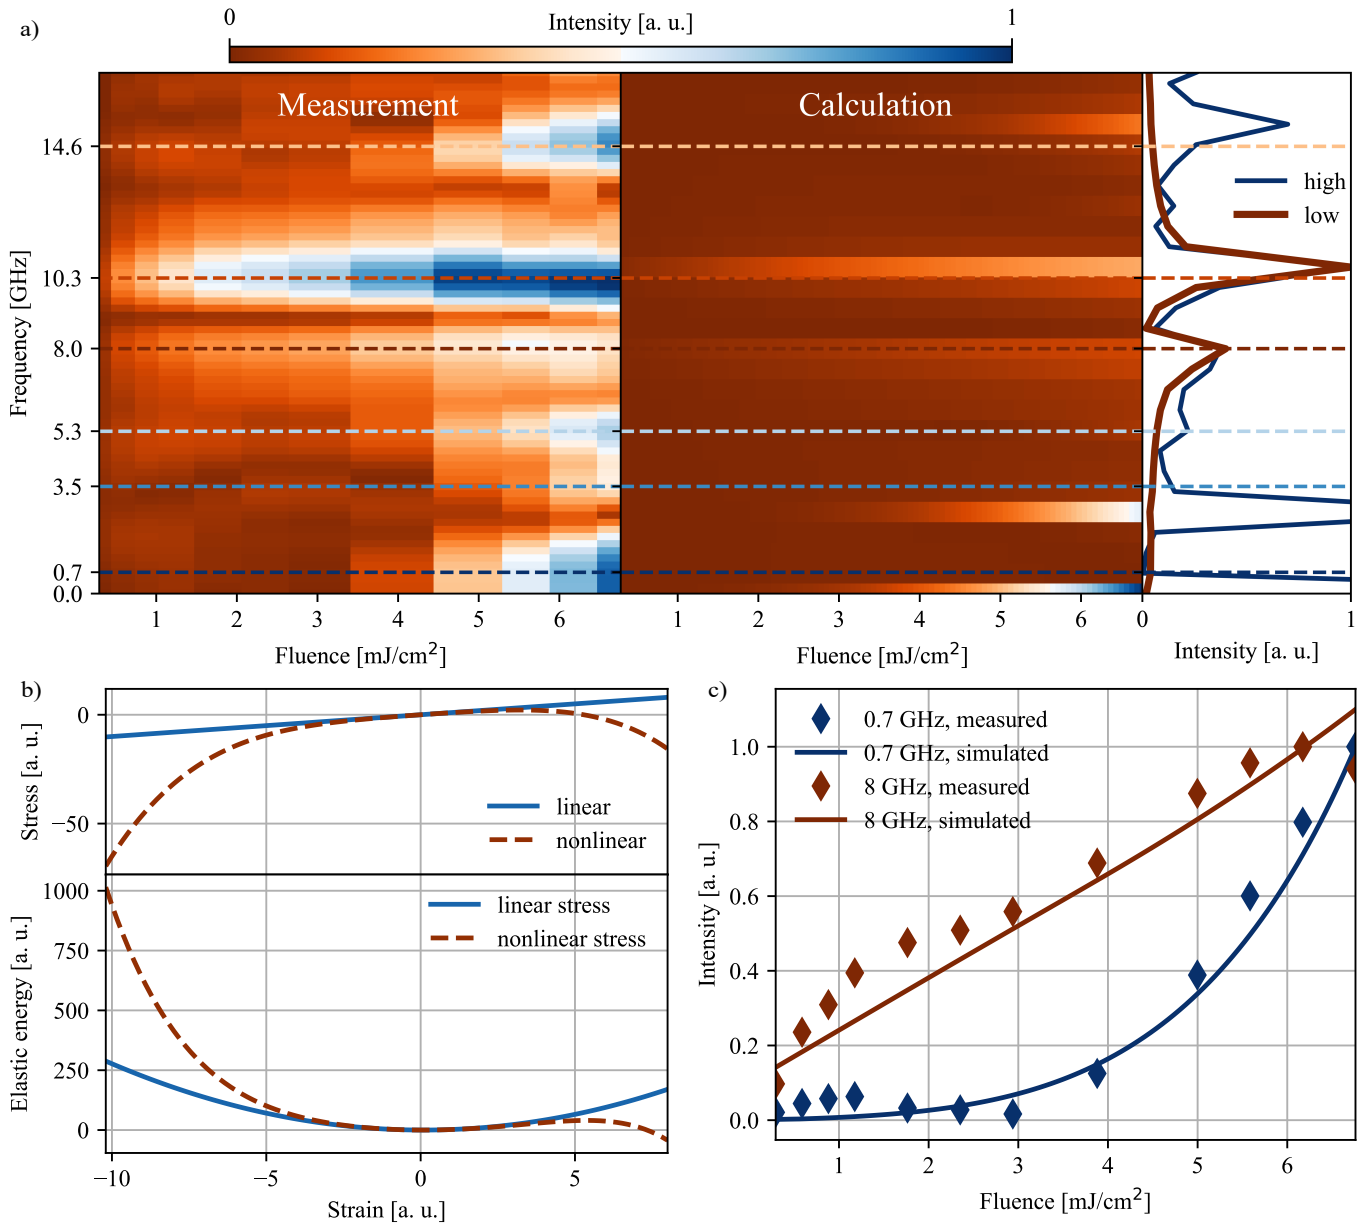 a)
0
Intensity [a. u.]
1
Measurement
Calculation
Frequency [GHz]
14.6
10.3
8.0
5.3
3.5
0.7
0.0
high
low
1 2 3 4 5 6
1 2 3 4 5 6
0 1
Fluence [mJ/cm²]
Fluence [mJ/cm²]
Intensity [a. u.]
b)
Stress [a. u.]
0
−50
linear
nonlinear
Elastic energy [a. u.]
1000
750
500
250
0
linear stress
nonlinear stress
−10 −5 0 5
Strain [a. u.]
c)
Intensity [a. u.]
1.0
0.8
0.6
0.4
0.2
0.0
0.7 GHz, measured
0.7 GHz, simulated
8 GHz, measured
8 GHz, simulated
1 2 3 4 5 6
Fluence [mJ/cm²]